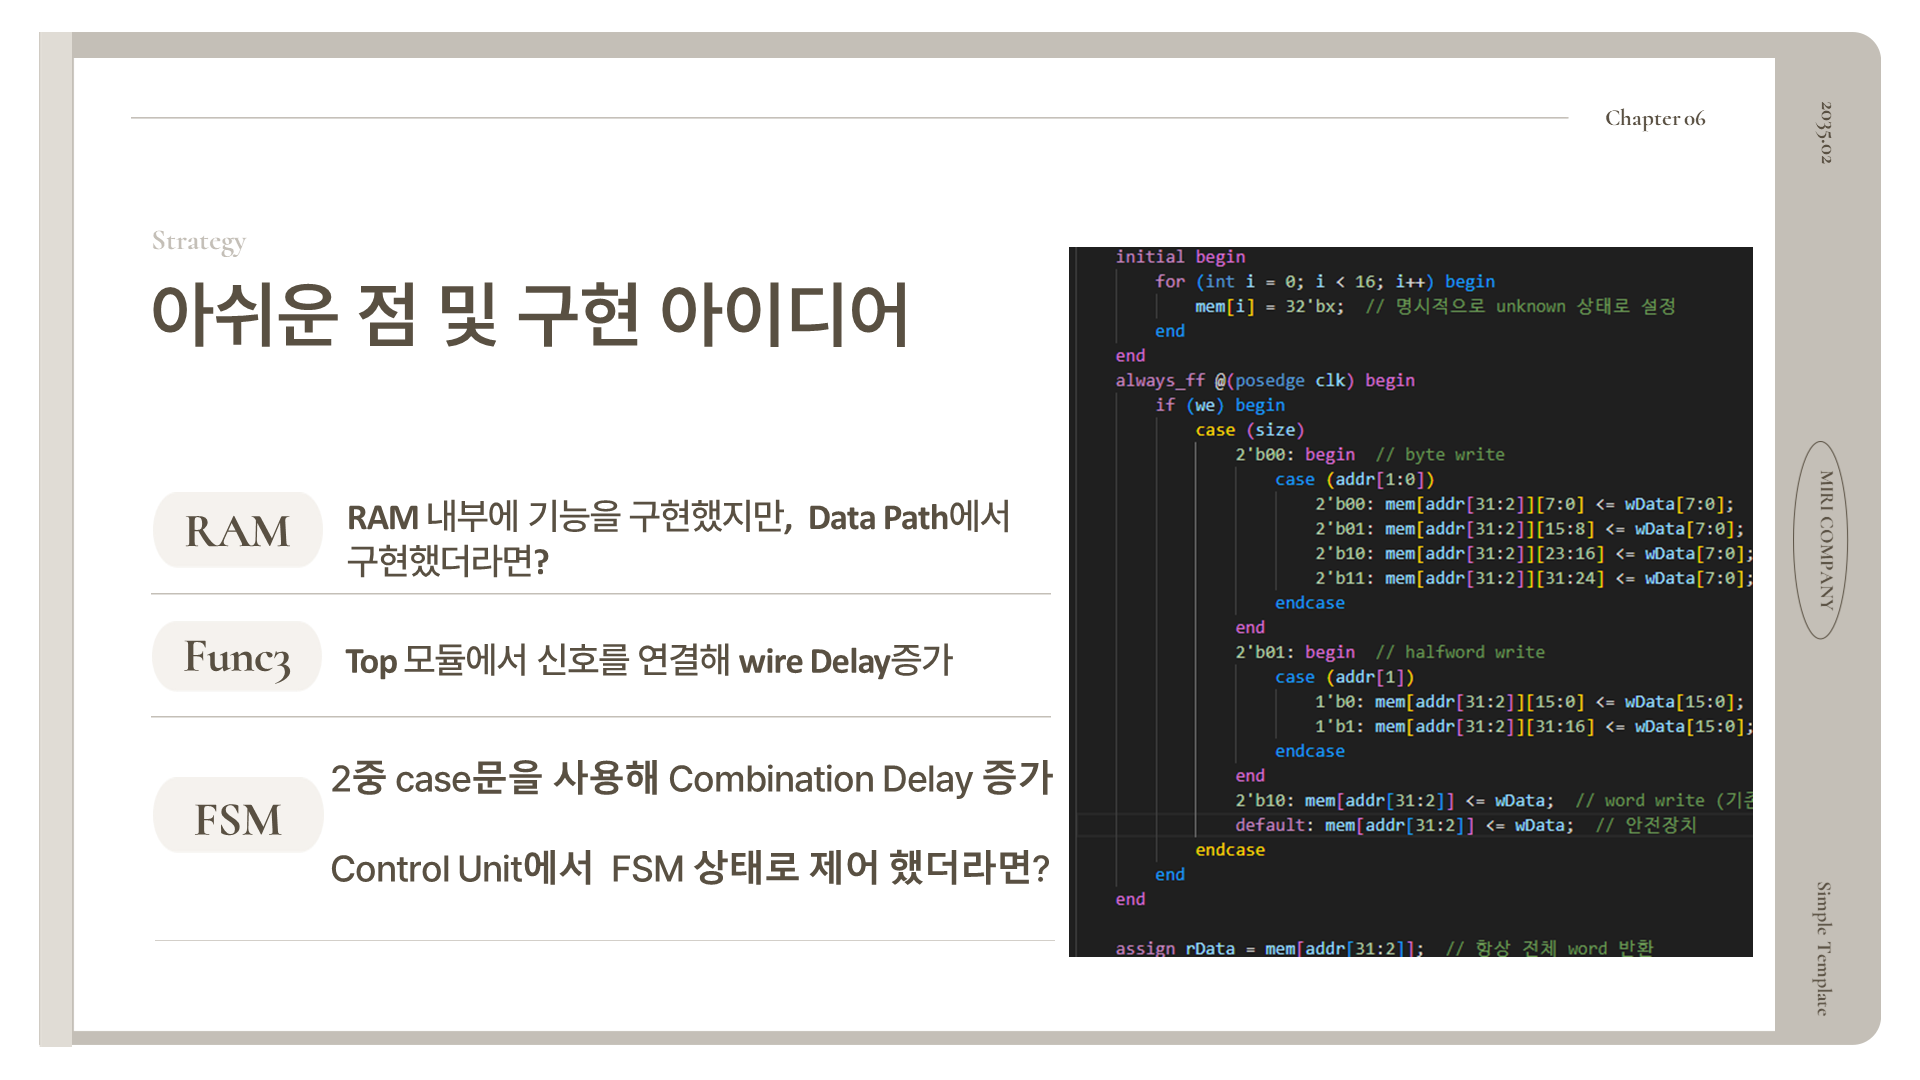 Chapter 06
2035.02
MIRI COMPANY
Simple Template
Strategy
아쉬운 점 및 구현 아이디어
RAM
RAM 내부에 기능을 구현했지만, Data Path에서
구현했더라면?
Func3
Top 모듈에서 신호를 연결해 wire Delay증가
FSM
2중 case문을 사용해 Combination Delay 증가
Control Unit에서 FSM 상태로 제어 했더라면?
initial begin
for (int i = 0; i < 16; i++) begin
mem[i] = 32'bx; // 명시적으로 unknown 상태로 설정
end
end
always_ff @(posedge clk) begin
if (we) begin
case (size)
2'b00: begin // byte write
case (addr[1:0])
2'b00: mem[addr[31:2]][7:0] <= wData[7:0];
2'b01: mem[addr[31:2]][15:8] <= wData[7:0];
2'b10: mem[addr[31:2]][23:16] <= wData[7:0];
2'b11: mem[addr[31:2]][31:24] <= wData[7:0];
endcase
end
2'b01: begin // halfword write
case (addr[1])
1'b0: mem[addr[31:2]][15:0] <= wData[15:0];
1'b1: mem[addr[31:2]][31:16] <= wData[15:0];
endcase
end
2'b10: mem[addr[31:2]] <= wData; // word write (기존
default: mem[addr[31:2]] <= wData; // 안전장치
endcase
end
end
assign rData = mem[addr[31:2]]; // 항상 전체 word 반환